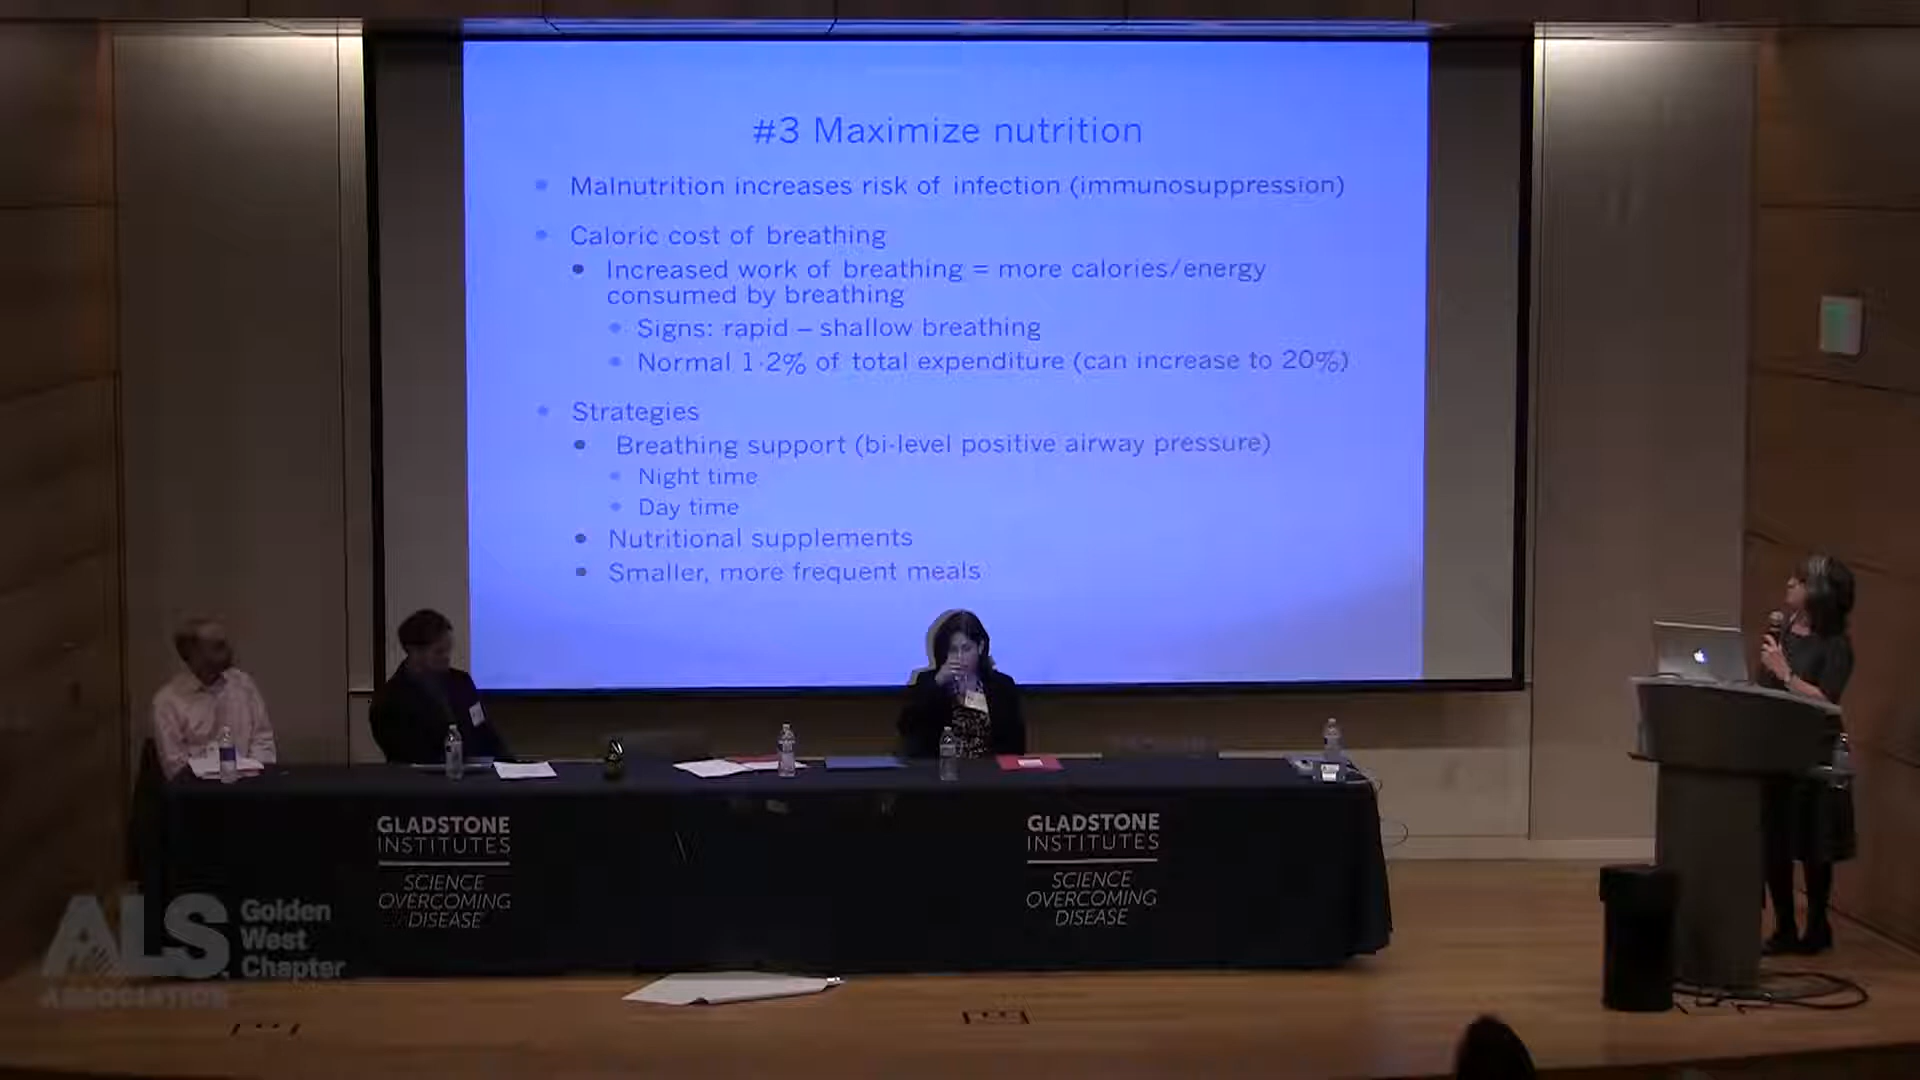 #3 Maximize nutrition
Malnutrition increases risk of infection (immunosuppression)
Caloric cost of breathing
Increased work of breathing = more calories/energy
consumed by breathing
Signs: rapid – shallow breathing
Normal 1-2% of total expenditure (can increase to 20%)
Strategies
Breathing support (bi-level positive airway pressure)
Night time
Day time
Nutritional supplements
Smaller, more frequent meals
GLADSTONE
INSTITUTES
SCIENCE
OVERCOMING
DISEASE
GLADSTONE
INSTITUTES
SCIENCE
OVERCOMING
DISEASE
ALS
ASSOCIATION
Golden
West
Chapter